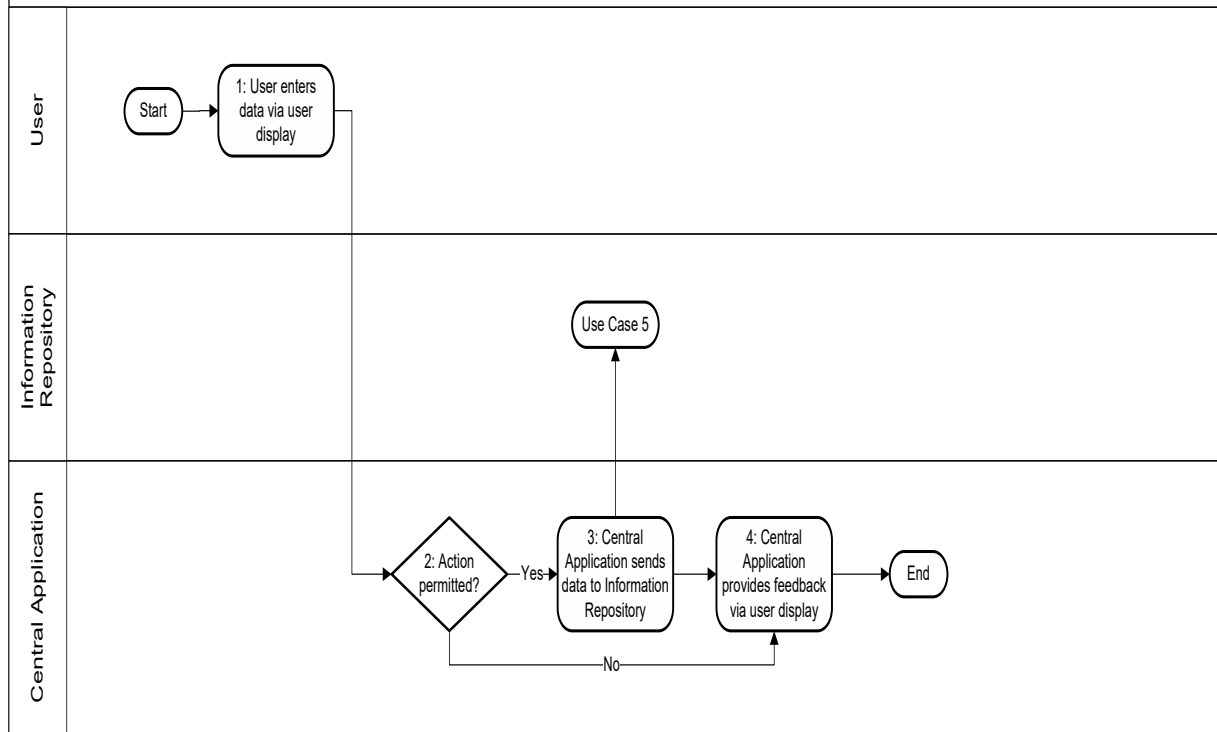 User
Start
1: User enters
data via user
display
Information
Repository
Use Case 5
Central Application
2: Action
permitted?
Yes
3: Central
Application sends
data to Information
Repository
4: Central
Application
provides feedback
via user display
End
No